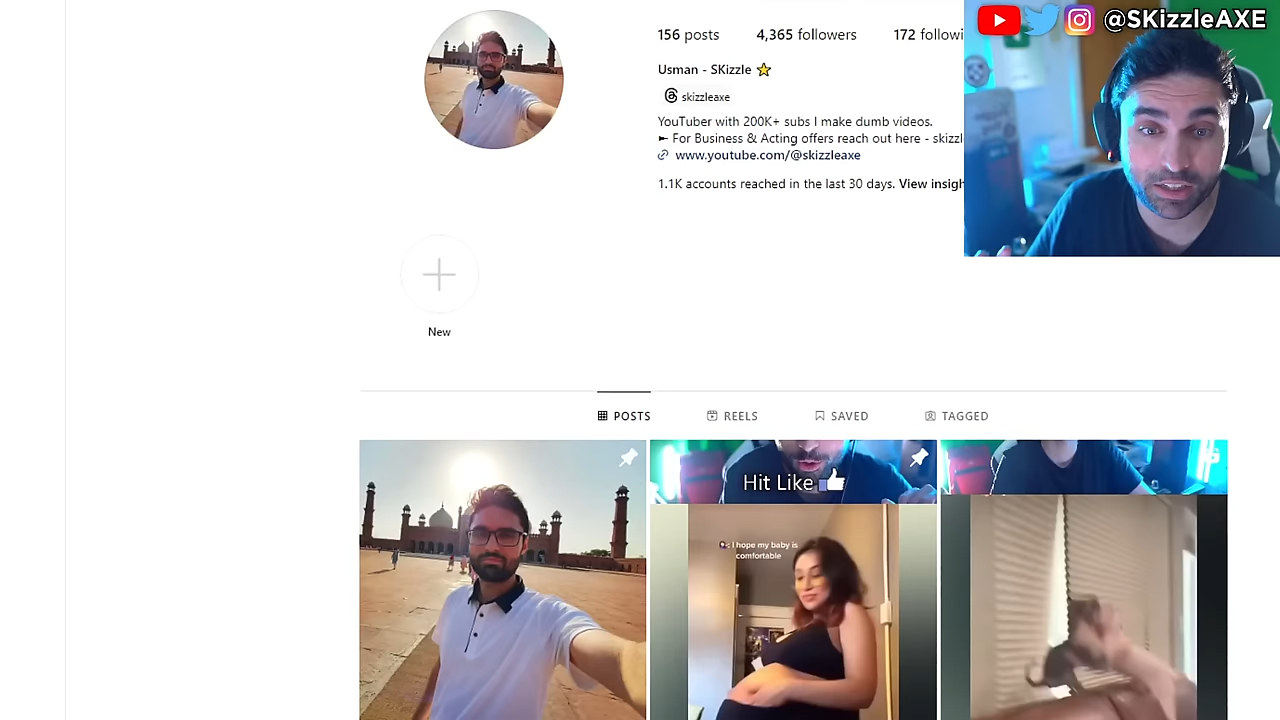 @SKizzleAXE
156 posts 4,365 followers 172 followi
Usman - SKizzle
skizzleaxe
YouTuber with 200K+ subs I make dumb videos.
► For Business & Acting offers reach out here - skizzl
www.youtube.com/@skizzleaxe
1.1K accounts reached in the last 30 days. View insigh
New
POSTS REELS SAVED TAGGED
Hit Like
: I hope my baby is
comfortable